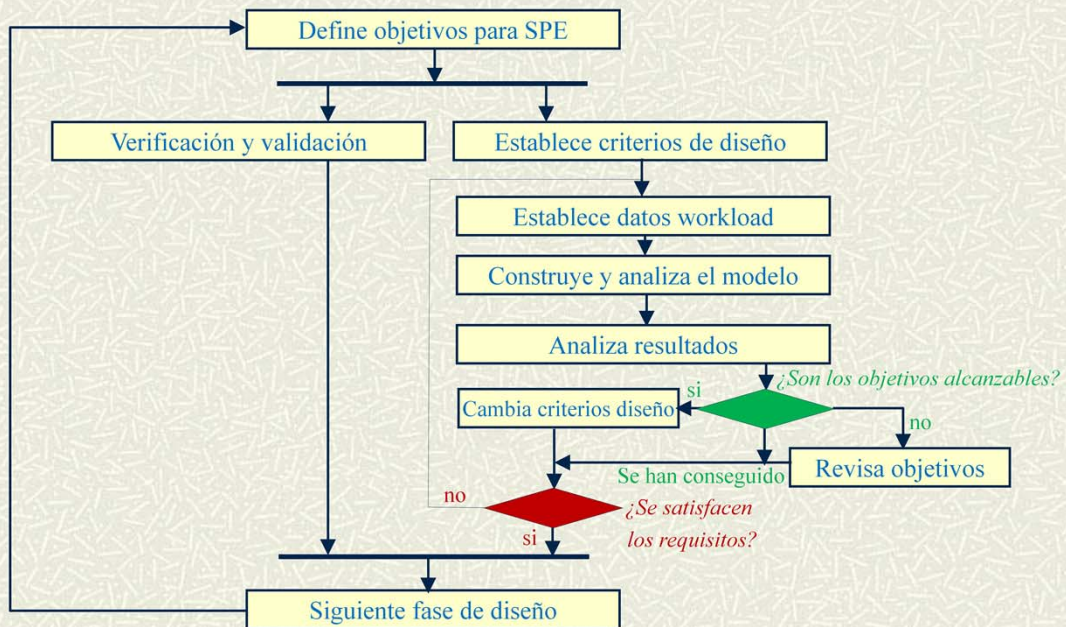 Define objetivos para SPE
Verificación y validación
Establece criterios de diseño
Establece datos workload
Construye y analiza el modelo
Analiza resultados
¿Son los objetivos alcanzables?
si
Cambia criterios diseño
no
Se han conseguido
Revisa objetivos
no
¿Se satisfacen
los requisitos?
si
Siguiente fase de diseño